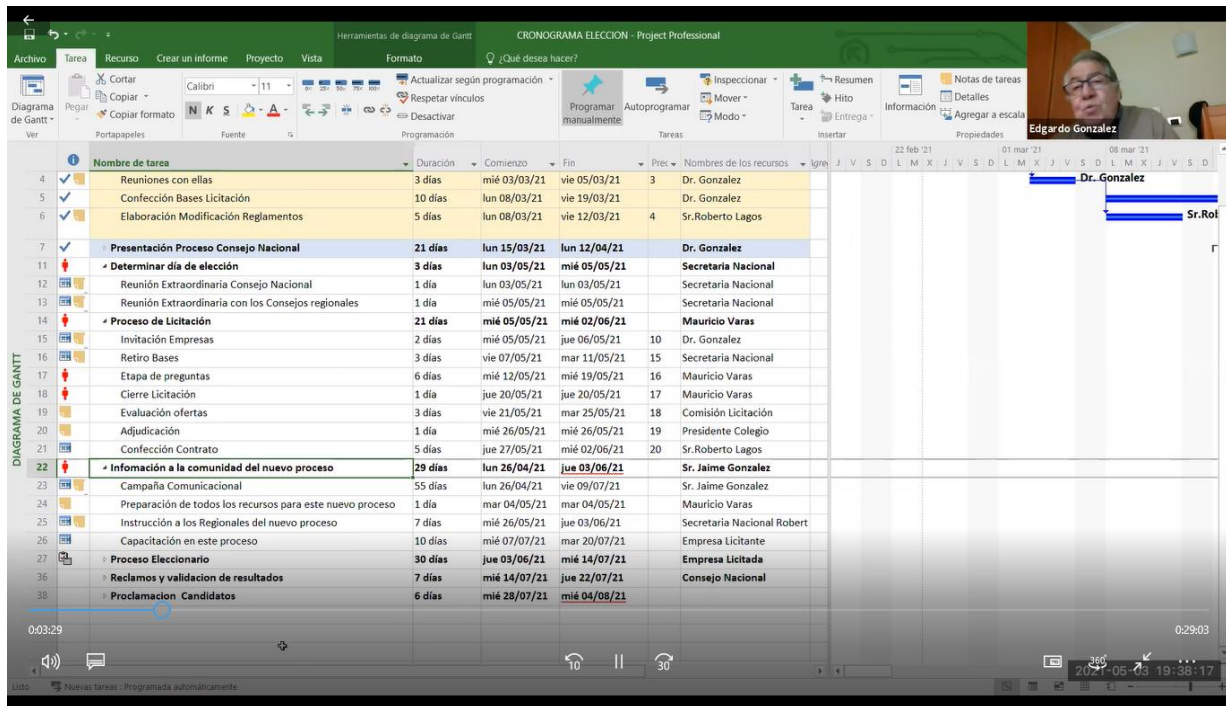 Herramientas de diagrama de Gantt CRONOGRAMA ELECCION - Project Professional
Archivo Tarea Recurso Crear un informe Proyecto Vista Formato ¿Qué desea hacer?
Diagrama de Gantt
Ver
Pegar
Cortar
Copiar
Copiar formato
Portapapeles
Calibri 11
N K S
Fuente
0% 25% 50% 75% 100%
Actualizar según programación
Respetar vínculos
Desactivar
Programación
Programar manualmente
Autoprogramar
Inspeccionar
Mover
Modo
Tareas
Tarea
Resumen
Hito
Entrega
Insertar
Información
Notas de tareas
Detalles
Agregar a escala
Propiedades
Edgardo Gonzalez
Nombre de tarea Duración Comienzo Fin Prec Nombres de los recursos Agre
22 feb '21 01 mar '21 08 mar '21
J V S D L M X J V S D L M X J V S D L M X J V S D
4 Reuniones con ellas 3 días mié 03/03/21 vie 05/03/21 3 Dr. Gonzalez
5 Confección Bases Licitación 10 días lun 08/03/21 vie 19/03/21 Dr. Gonzalez
6 Elaboración Modificación Reglamentos 5 días lun 08/03/21 vie 12/03/21 4 Sr.Roberto Lagos
7 Presentación Proceso Consejo Nacional 21 días lun 15/03/21 lun 12/04/21 Dr. Gonzalez
11 Determinar día de elección 3 días lun 03/05/21 mié 05/05/21 Secretaria Nacional
12 Reunión Extraordinaria Consejo Nacional 1 día lun 03/05/21 lun 03/05/21 Secretaria Nacional
13 Reunión Extraordinaria con los Consejos regionales 1 día mié 05/05/21 mié 05/05/21 Secretaria Nacional
14 Proceso de Licitación 21 días mié 05/05/21 mié 02/06/21 Mauricio Varas
15 Invitación Empresas 2 días mié 05/05/21 jue 06/05/21 10 Dr. Gonzalez
16 Retiro Bases 3 días vie 07/05/21 mar 11/05/21 15 Secretaria Nacional
17 Etapa de preguntas 6 días mié 12/05/21 mié 19/05/21 16 Mauricio Varas
18 Cierre Licitación 1 día jue 20/05/21 jue 20/05/21 17 Mauricio Varas
19 Evaluación ofertas 3 días vie 21/05/21 mar 25/05/21 18 Comisión Licitación
20 Adjudicación 1 día mié 26/05/21 mié 26/05/21 19 Presidente Colegio
21 Confección Contrato 5 días jue 27/05/21 mié 02/06/21 20 Sr.Roberto Lagos
22 Infomación a la comunidad del nuevo proceso 29 días lun 26/04/21 jue 03/06/21 Sr. Jaime Gonzalez
23 Campaña Comunicacional 55 días lun 26/04/21 vie 09/07/21 Sr. Jaime Gonzalez
24 Preparación de todos los recursos para este nuevo proceso 1 día mar 04/05/21 mar 04/05/21 Mauricio Varas
25 Instrucción a los Regionales del nuevo proceso 7 días mié 26/05/21 jue 03/06/21 Secretaria Nacional Robert
26 Capacitación en este proceso 10 días mié 07/07/21 mar 20/07/21 Empresa Licitante
27 Proceso Eleccionario 30 días jue 03/06/21 mié 14/07/21 Empresa Licitada
36 Reclamos y validacion de resultados 7 días mié 14/07/21 jue 22/07/21 Consejo Nacional
38 Proclamacion Candidatos 6 días mié 28/07/21 mié 04/08/21
Dr. Gonzalez
Sr.Rob
DIAGRAMA DE GANTT
0:03:29 0:29:03
10 30
360°
2021-05-03 19:38:17
Listo Nuevas tareas : Programada automáticamente